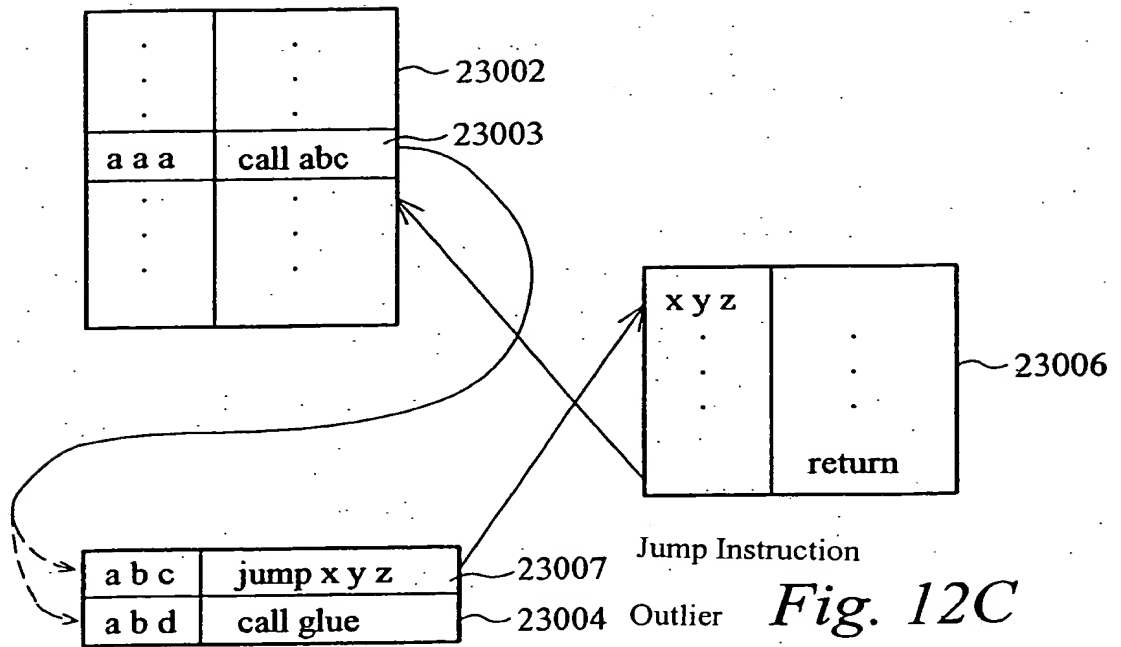 23002
23003
a a a call abc
x y z
23006
return
Jump Instruction
a b c jump x y z 23007
a b d call glue 23004 Outlier
Fig. 12C